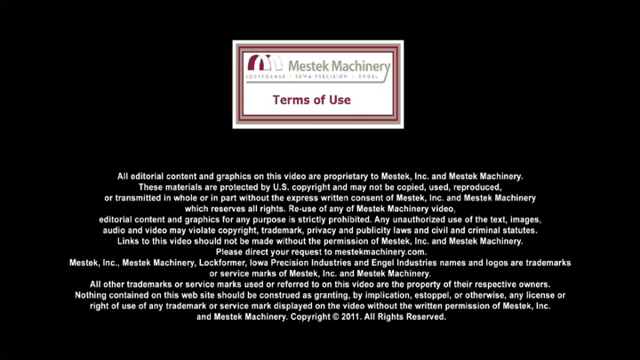 Mestek Machinery
LOCKFORMER • IOWA PRECISION • ENGEL
Terms of Use
All editorial content and graphics on this video are proprietary to Mestek, Inc. and Mestek Machinery.
These materials are protected by U.S. copyright and may not be copied, used, reproduced,
or transmitted in whole or in part without the express written consent of Mestek, Inc. and Mestek Machinery
which reserves all rights. Re-use of any of Mestek Machinery video,
editorial content and graphics for any purpose is strictly prohibited. Any unauthorized use of the text, images,
audio and video may violate copyright, trademark, privacy and publicity laws and civil and criminal statutes.
Links to this video should not be made without the permission of Mestek, Inc. and Mestek Machinery.
Please direct your request to mestekmachinery.com.
Mestek, Inc., Mestek Machinery, Lockformer, Iowa Precision Industries and Engel Industries names and logos are trademarks
or service marks of Mestek, Inc. and Mestek Machinery.
All other trademarks or service marks used or referred to on this video are the property of their respective owners.
Nothing contained on this web site should be construed as granting, by implication, estoppel, or otherwise, any license or
right of use of any trademark or service mark displayed on the video without the written permission of Mestek, Inc.
and Mestek Machinery. Copyright © 2011. All Rights Reserved.